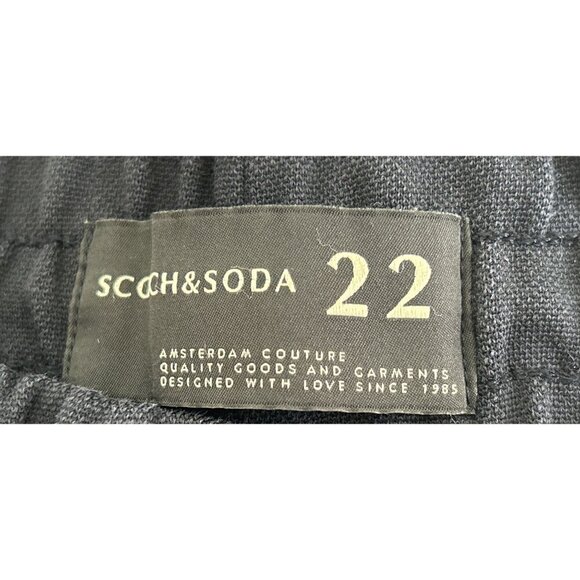 SCOTCH&SODA 22
AMSTERDAM COUTURE
QUALITY GOODS AND GARMENTS
DESIGNED WITH LOVE SINCE 1985